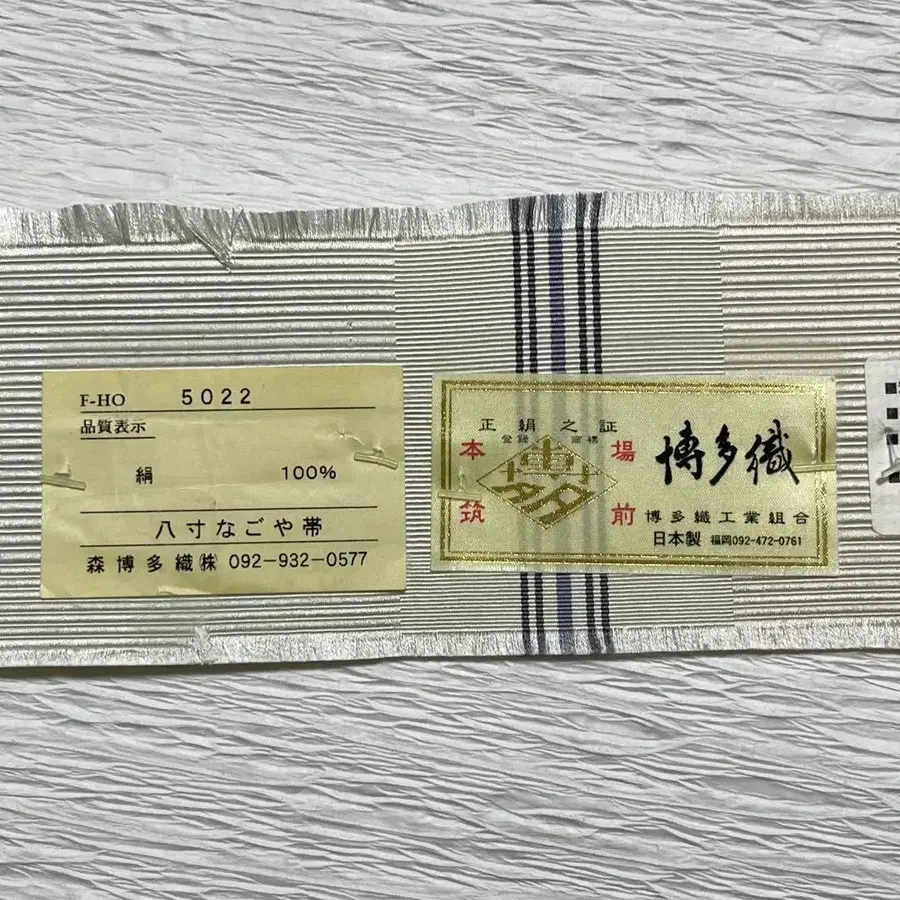 F-HO 5022
品質表示
絹 100%
八寸なごや帯
森博多織㈱ 092-932-0577
正絹之証
登録 商標
本場
筑前
博多
博多織
博多織工業組合
日本製 福岡092-472-0761